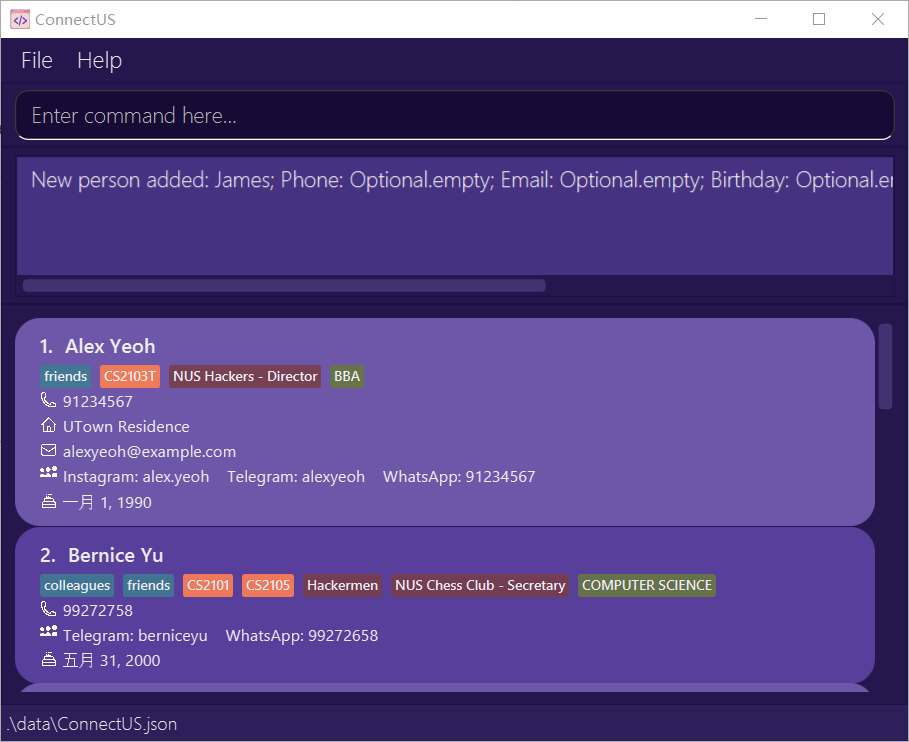 ConnectUS
File Help
Enter command here...
New person added: James; Phone: Optional.empty; Email: Optional.empty; Birthday:
1. Alex Yeoh
friends CS2103T NUS Hackers - Director BBA
91234567
UTown Residence
alexyeoh@example.com
Instagram: alex.yeoh Telegram: alexyeoh WhatsApp: 91234567
一月 1, 1990
2. Bernice Yu
colleagues friends CS2101 CS2105 Hackermen NUS Chess Club - Secretary COMPUTER SCIENCE
99272758
Telegram: berniceyu WhatsApp: 99272658
五月 31, 2000
.\data\ConnectUS.json